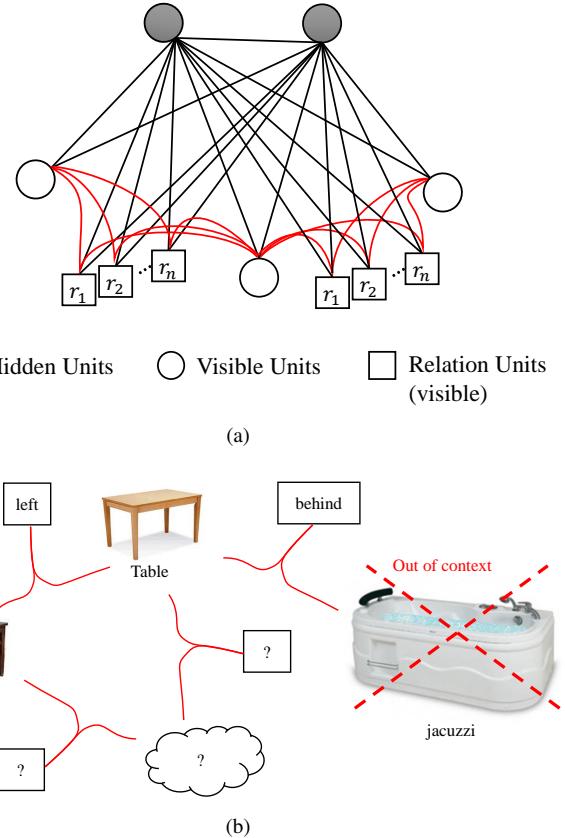 r1 r2 ... rn r1 r2 ... rn
idden Units Visible Units Relation Units
(visible)
(a)
left behind
Table
Out of context
?
jacuzzi
? ?
(b)